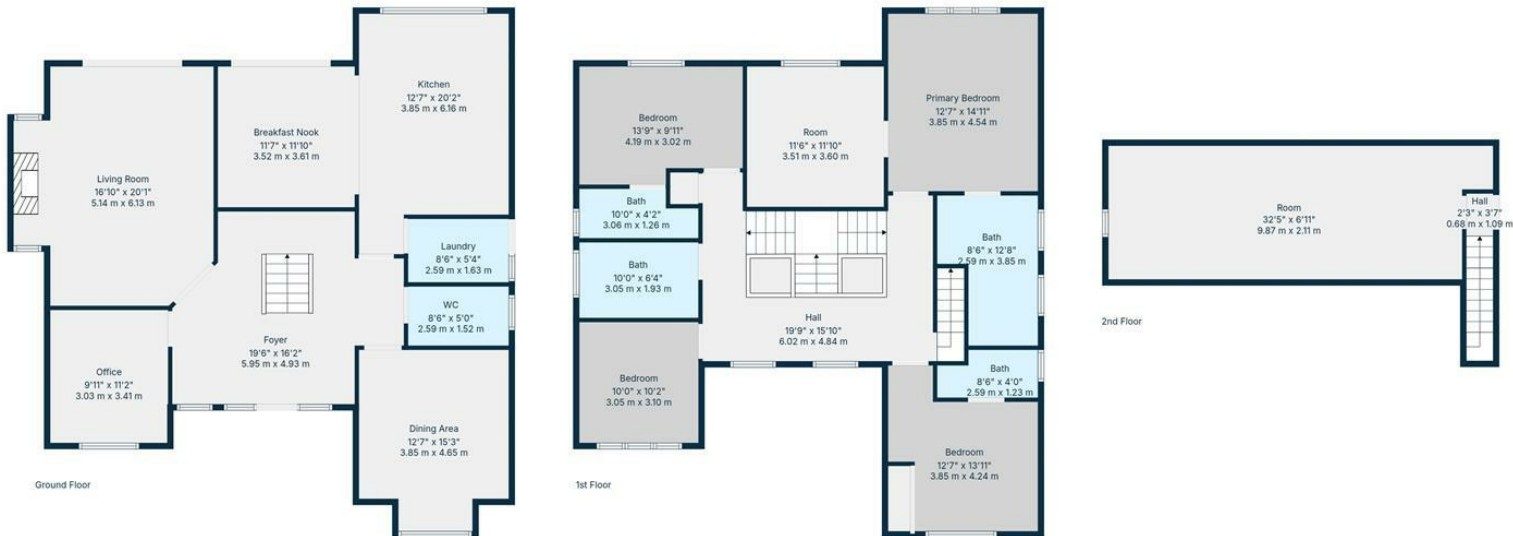 Kitchen
12'7" x 20'2"
3.85 m x 6.16 m
Breakfast Nook
11'7" x 11'10"
3.52 m x 3.61 m
Living Room
16'10" x 20'1"
5.14 m x 6.13 m
Laundry
8'6" x 5'4"
2.59 m x 1.63 m
WC
8'6" x 5'0"
2.59 m x 1.52 m
Foyer
19'6" x 16'2"
5.95 m x 4.93 m
Office
9'11" x 11'2"
3.03 m x 3.41 m
Dining Area
12'7" x 15'3"
3.85 m x 4.65 m
Ground Floor
Primary Bedroom
12'7" x 14'11"
3.85 m x 4.54 m
Bedroom
13'9" x 9'11"
4.19 m x 3.02 m
Room
11'6" x 11'10"
3.51 m x 3.60 m
Bath
10'0" x 4'2"
3.06 m x 1.26 m
Bath
8'6" x 12'8"
2.59 m x 3.85 m
Bath
10'0" x 6'4"
3.05 m x 1.93 m
Hall
19'9" x 15'10"
6.02 m x 4.84 m
Bedroom
10'0" x 10'2"
3.05 m x 3.10 m
Bath
8'6" x 4'0"
2.59 m x 1.23 m
Bedroom
12'7" x 13'11"
3.85 m x 4.24 m
1st Floor
Room
32'5" x 6'11"
9.87 m x 2.11 m
Hall
2'3" x 3'7"
0.68 m x 1.09 m
2nd Floor